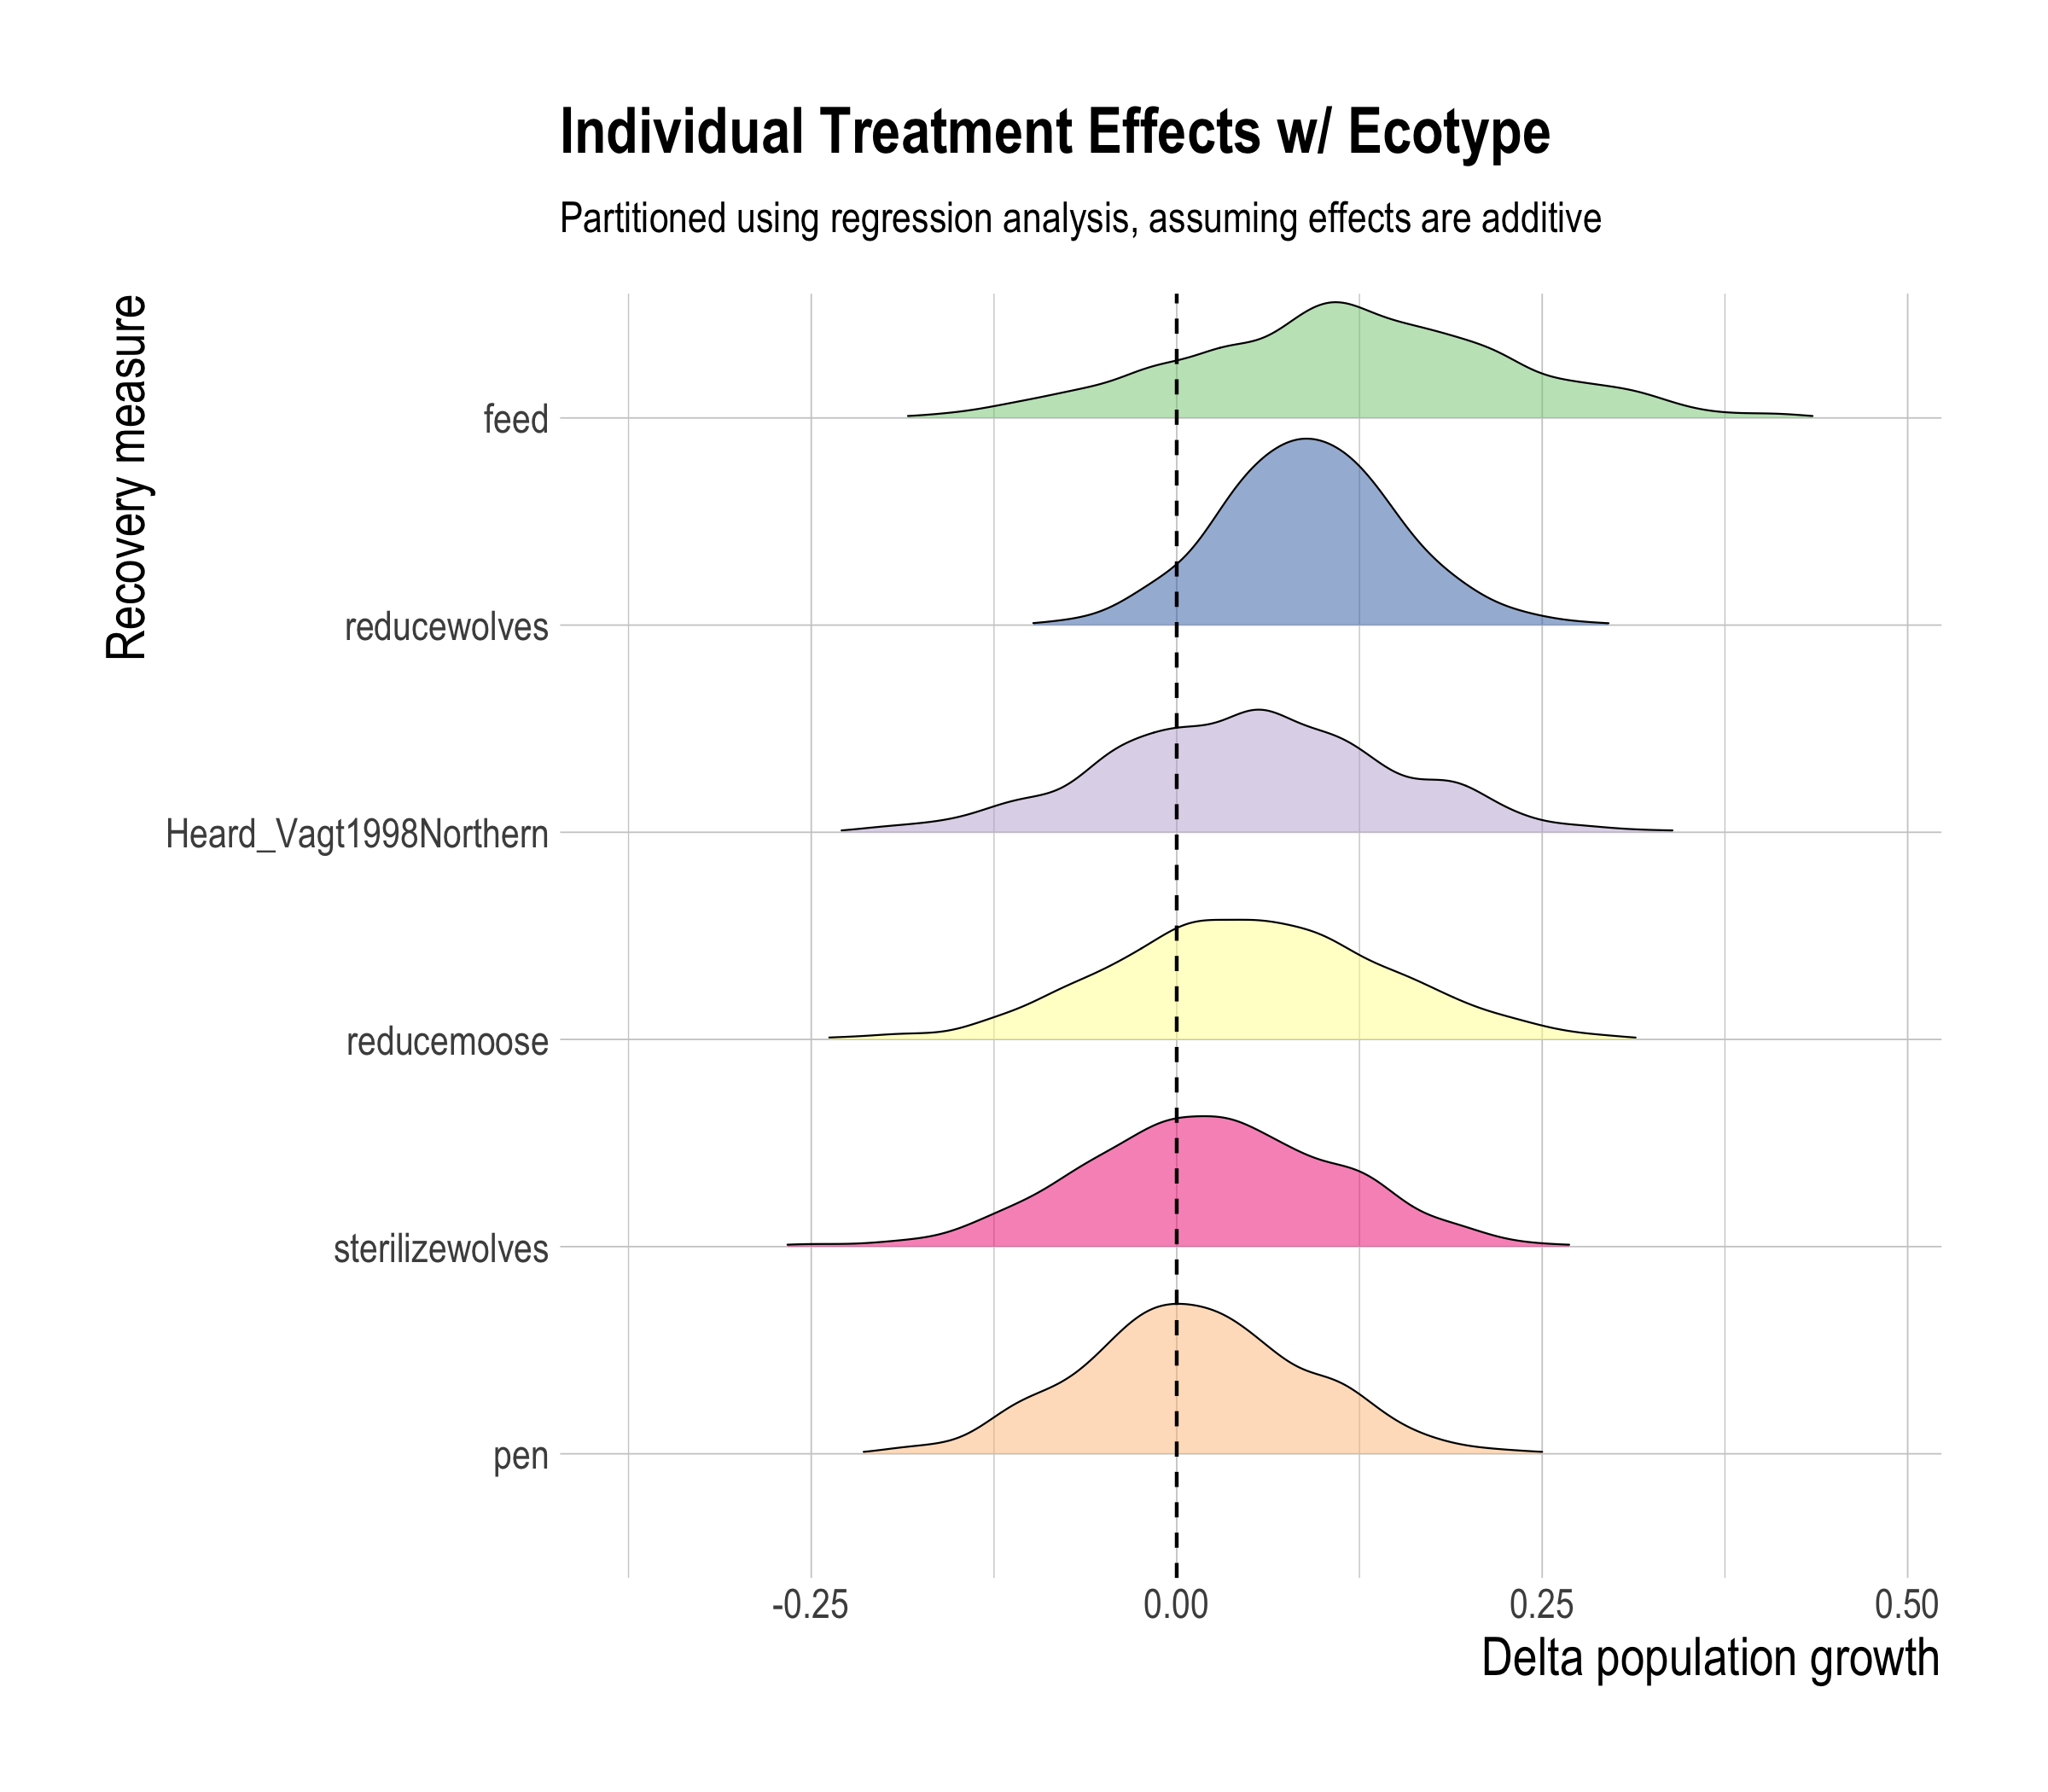 Individual Treatment Effects w/ Ecotype
Partitioned using regression analysis, assuming effects are additive
Recovery measure
feed
reducewolves
Heard_Vagt1998Northern
reducemoose
sterilizewolves
pen
-0.25 0.00 0.25 0.50
Delta population growth